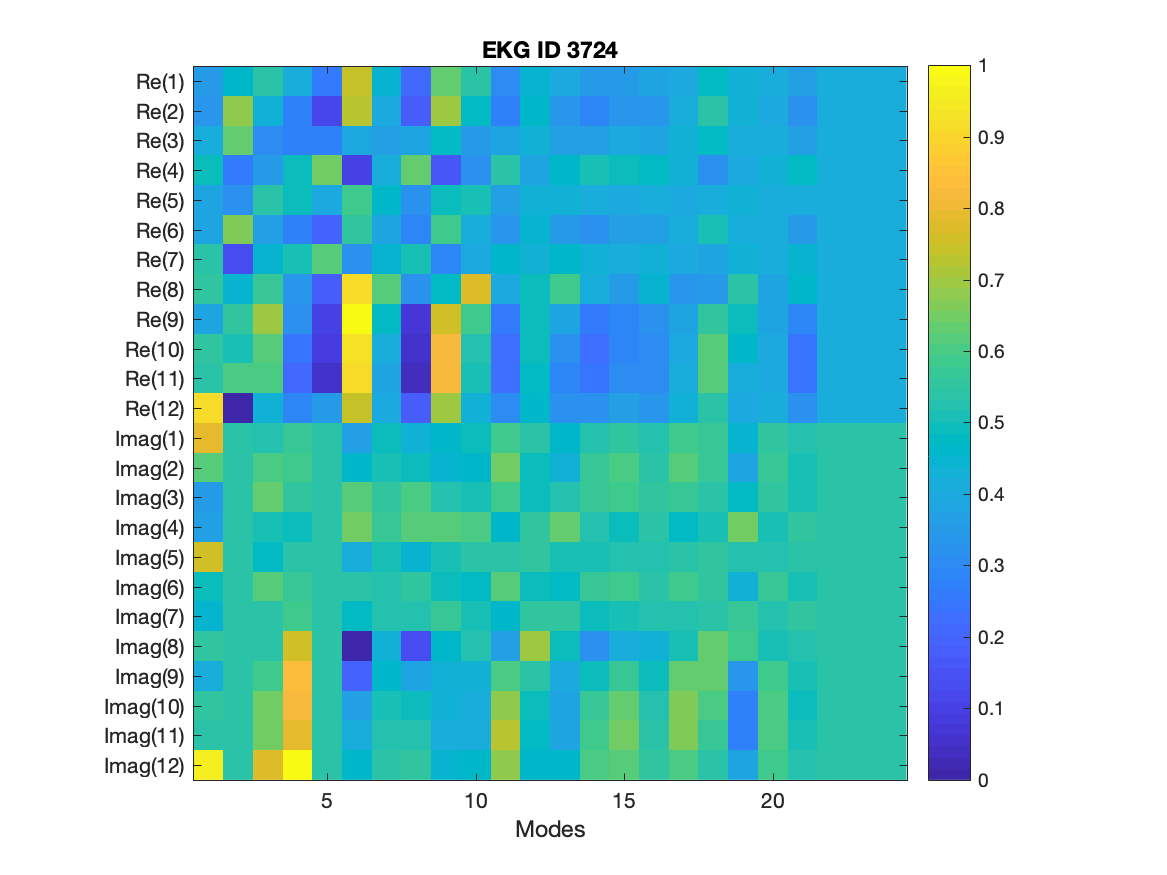 EKG ID 3724
Re(1)
Re(2)
Re(3)
Re(4)
Re(5)
Re(6)
Re(7)
Re(8)
Re(9)
Re(10)
Re(11)
Re(12)
Imag(1)
Imag(2)
Imag(3)
Imag(4)
Imag(5)
Imag(6)
Imag(7)
Imag(8)
Imag(9)
Imag(10)
Imag(11)
Imag(12)
5 10 15 20
Modes
1
0.9
0.8
0.7
0.6
0.5
0.4
0.3
0.2
0.1
0